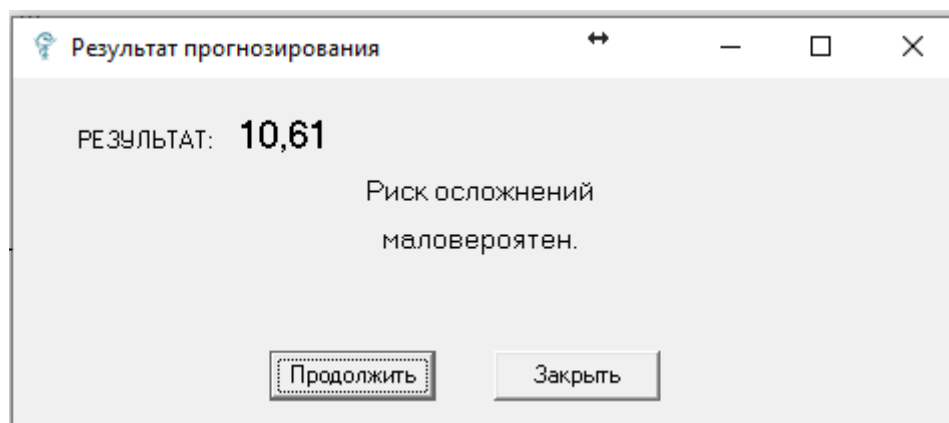 Результат прогнозирования
РЕЗУЛЬТАТ: 10,61
Риск осложнений
маловероятен.
Продолжить Закрыть